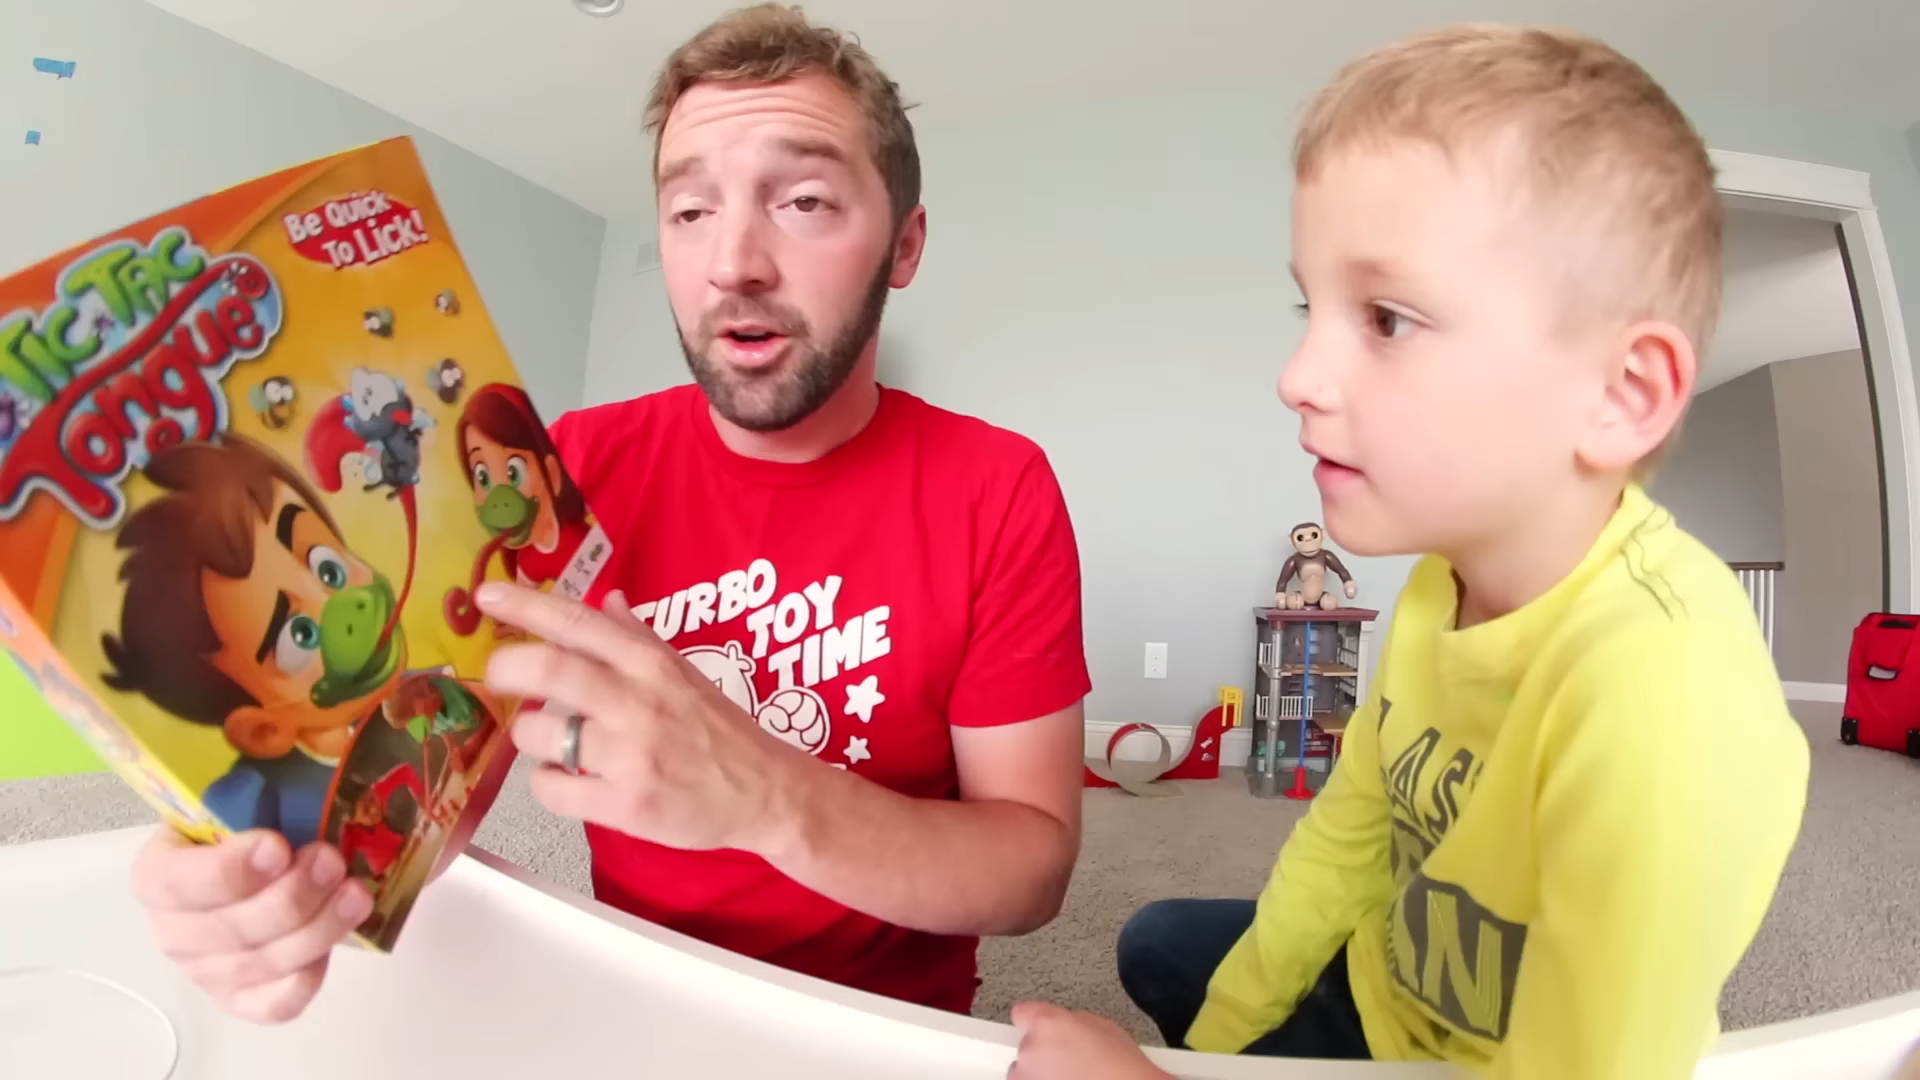 Be Quick
To Lick!
Tic Tac
Tongue
TURBO
TOY
TIME